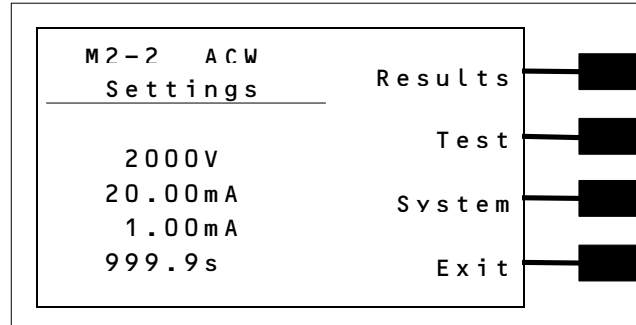 M2-2 ACW
Settings
2000V
20.00mA
1.00mA
999.9s
Results
Test
System
Exit